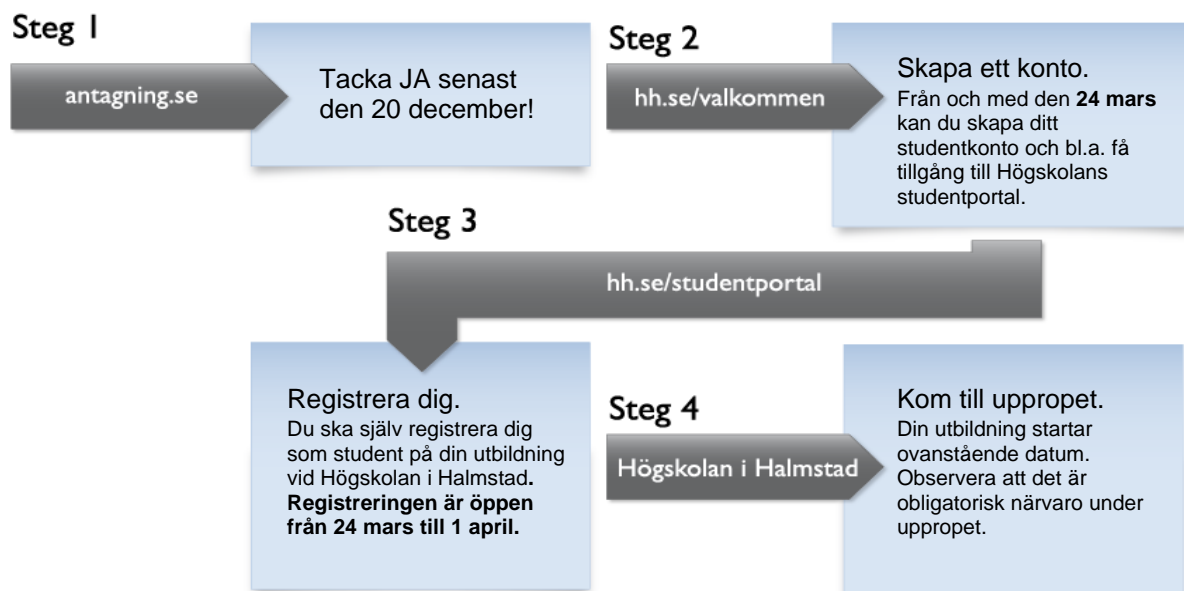 Steg 1
antagning.se
Tacka JA senast
den 20 december!
Steg 2
hh.se/valkommen
Skapa ett konto.
Från och med den 24 mars
kan du skapa ditt
studentkonto och bl.a. få
tillgång till Högskolans
studentportal.
Steg 3
hh.se/studentportal
Registrera dig.
Du ska själv registrera dig
som student på din utbildning
vid Högskolan i Halmstad.
Registreringen är öppen
från 24 mars till 1 april.
Steg 4
Högskolan i Halmstad
Kom till uppropet.
Din utbildning startar
ovanstående datum.
Observera att det är
obligatorisk närvaro under
uppropet.